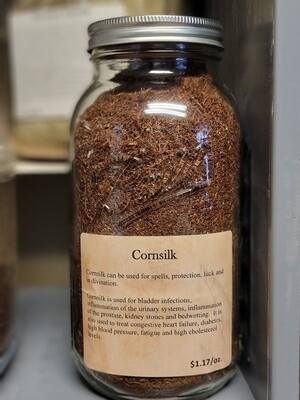 Cornsilk
Cornsilk can be used for spells, protection, luck and
in divination.
Cornsilk is used for bladder infections,
inflammation of the urinary systems, inflammation
of the prostate, kidney stones and bedwetting. It is
also used to treat congestive heart failure, diabetes,
high blood pressure, fatigue and high cholesterol
levels.
$1.17/oz.